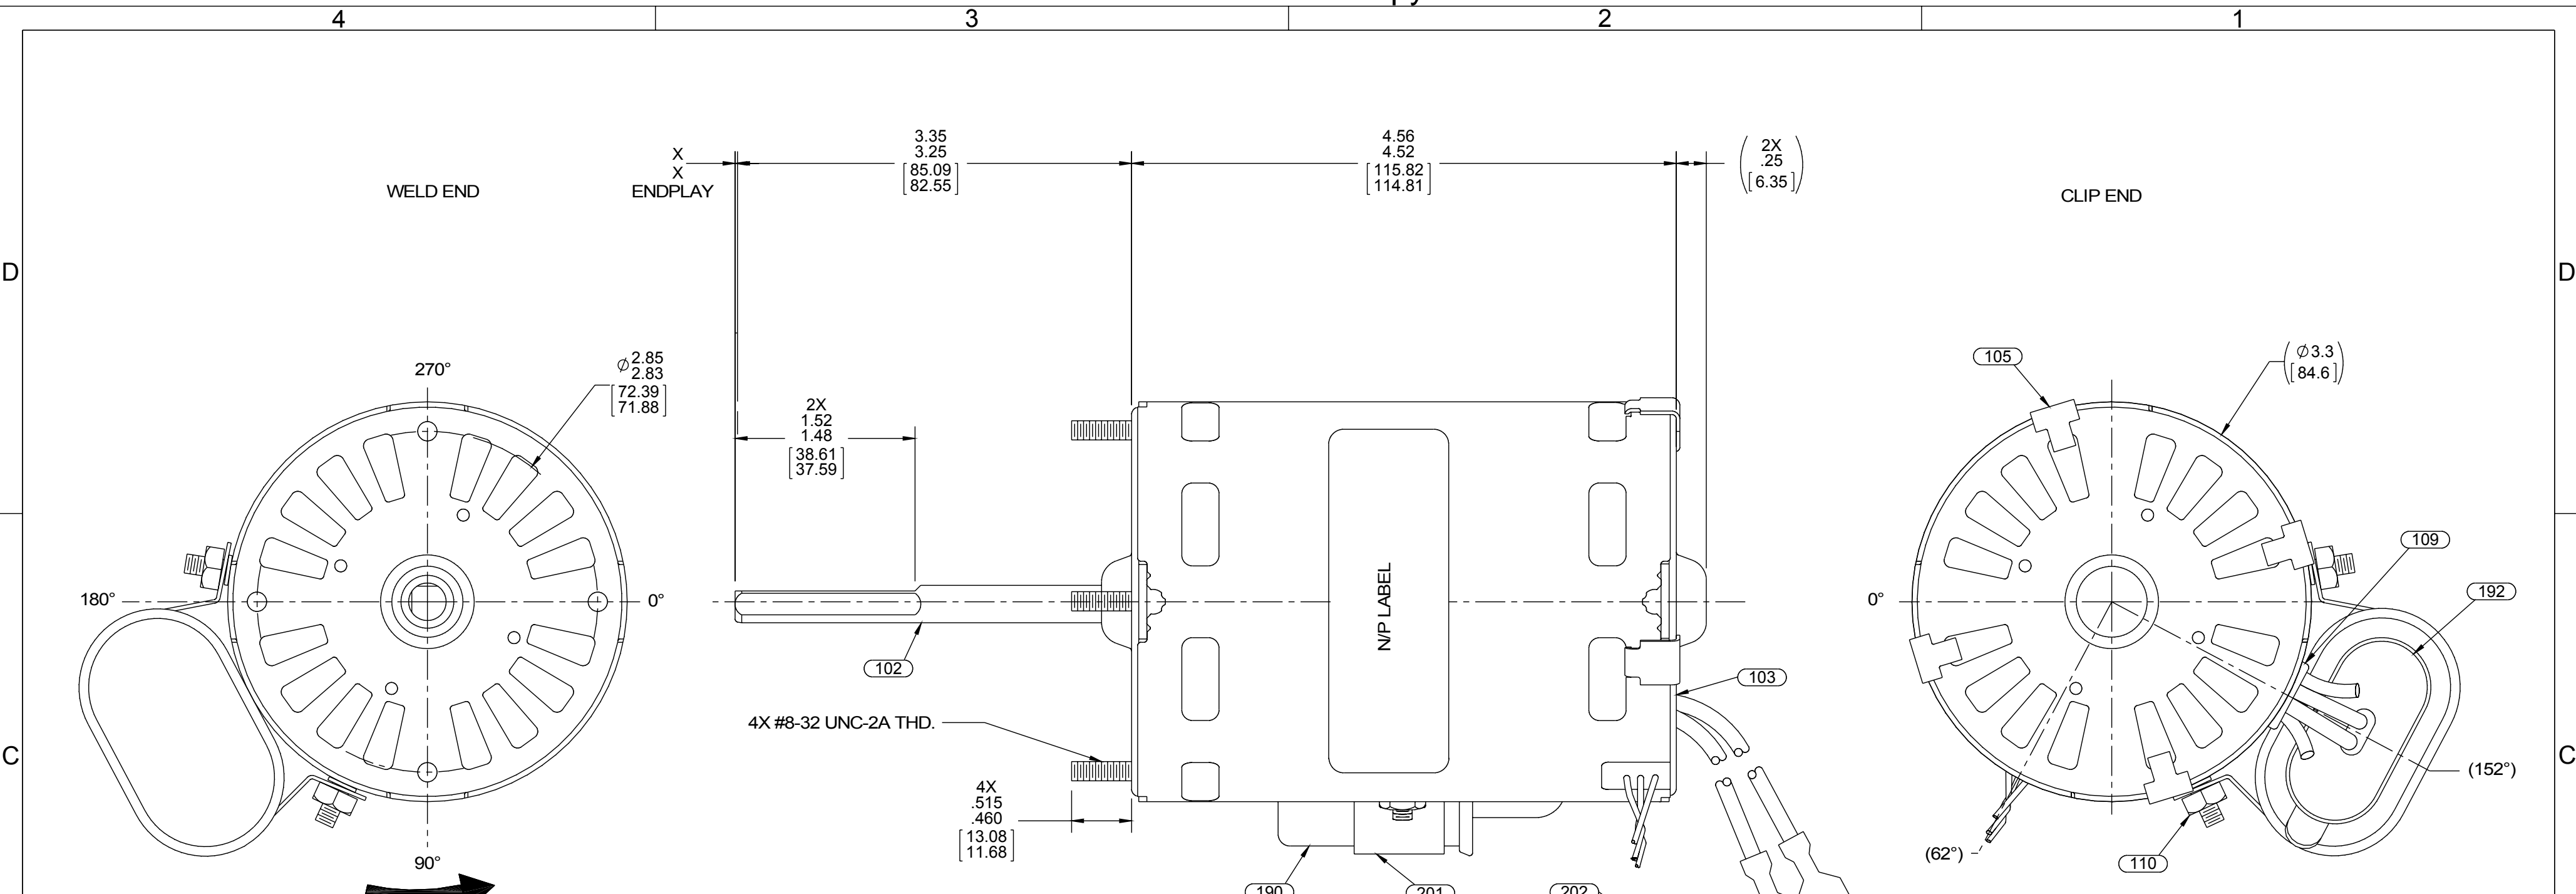 4 3 2 1
WELD END
X
X
ENDPLAY
3.35
3.25
[85.09
82.55]
4.56
4.52
[115.82
114.81]
(2X
.25
[6.35])
CLIP END
D
D
270°
⌀2.85
2.83
[72.39
71.88]
180°
0°
90°
2X
1.52
1.48
[38.61
37.59]
N/P LABEL
102
103
4X #8-32 UNC-2A THD.
4X
.515
.460
[13.08
11.68]
190
201
202
105
(⌀3.3
[84.6])
109
192
0°
(152°)
(62°)
110
C
C